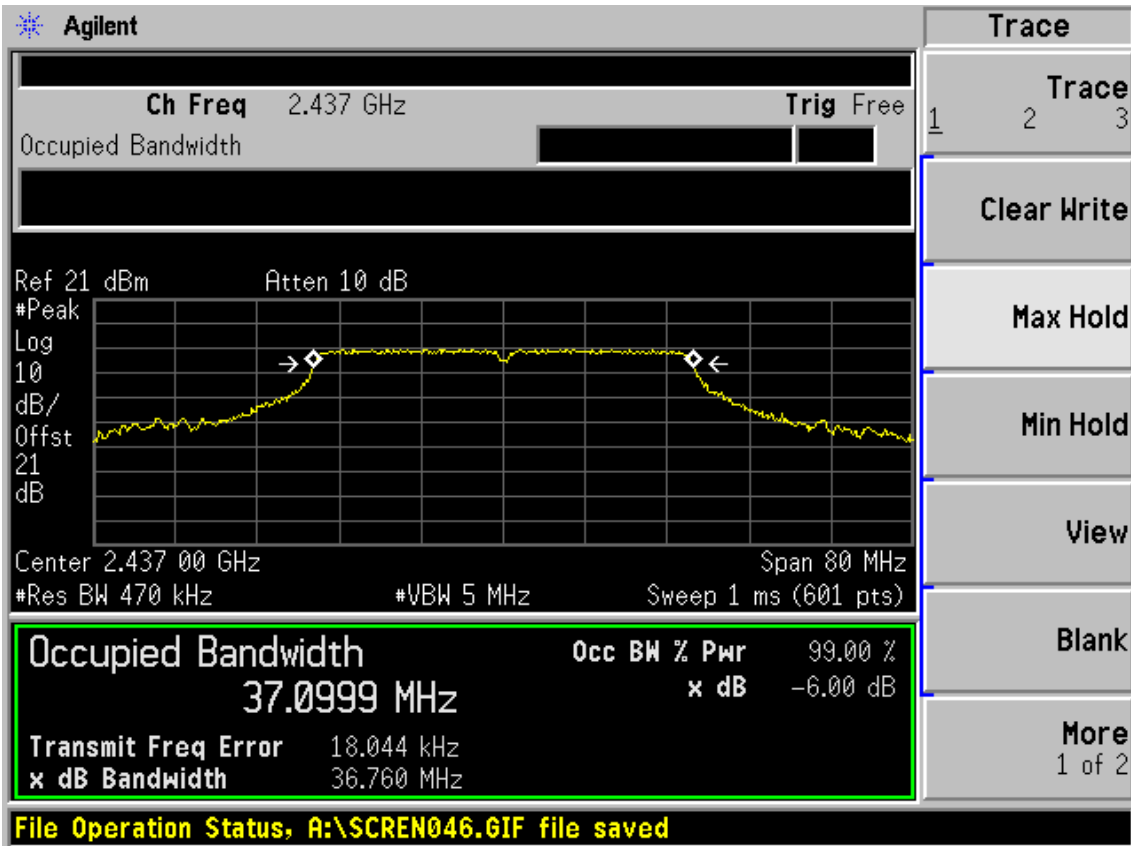 Agilent
Trace
Ch Freq 2.437 GHz Trig Free
Occupied Bandwidth
Ref 21 dBm Atten 10 dB
#Peak
Log
10
dB/
Offst
21
dB
Center 2.437 00 GHz Span 80 MHz
#Res BW 470 kHz #VBW 5 MHz Sweep 1 ms (601 pts)
Occupied Bandwidth
37.0999 MHz
Occ BW % Pwr 99.00 %
x dB -6.00 dB
Transmit Freq Error 18.044 kHz
x dB Bandwidth 36.760 MHz
File Operation Status, A:\SCREN046.GIF file saved
Trace
1 2 3
Clear Write
Max Hold
Min Hold
View
Blank
More
1 of 2